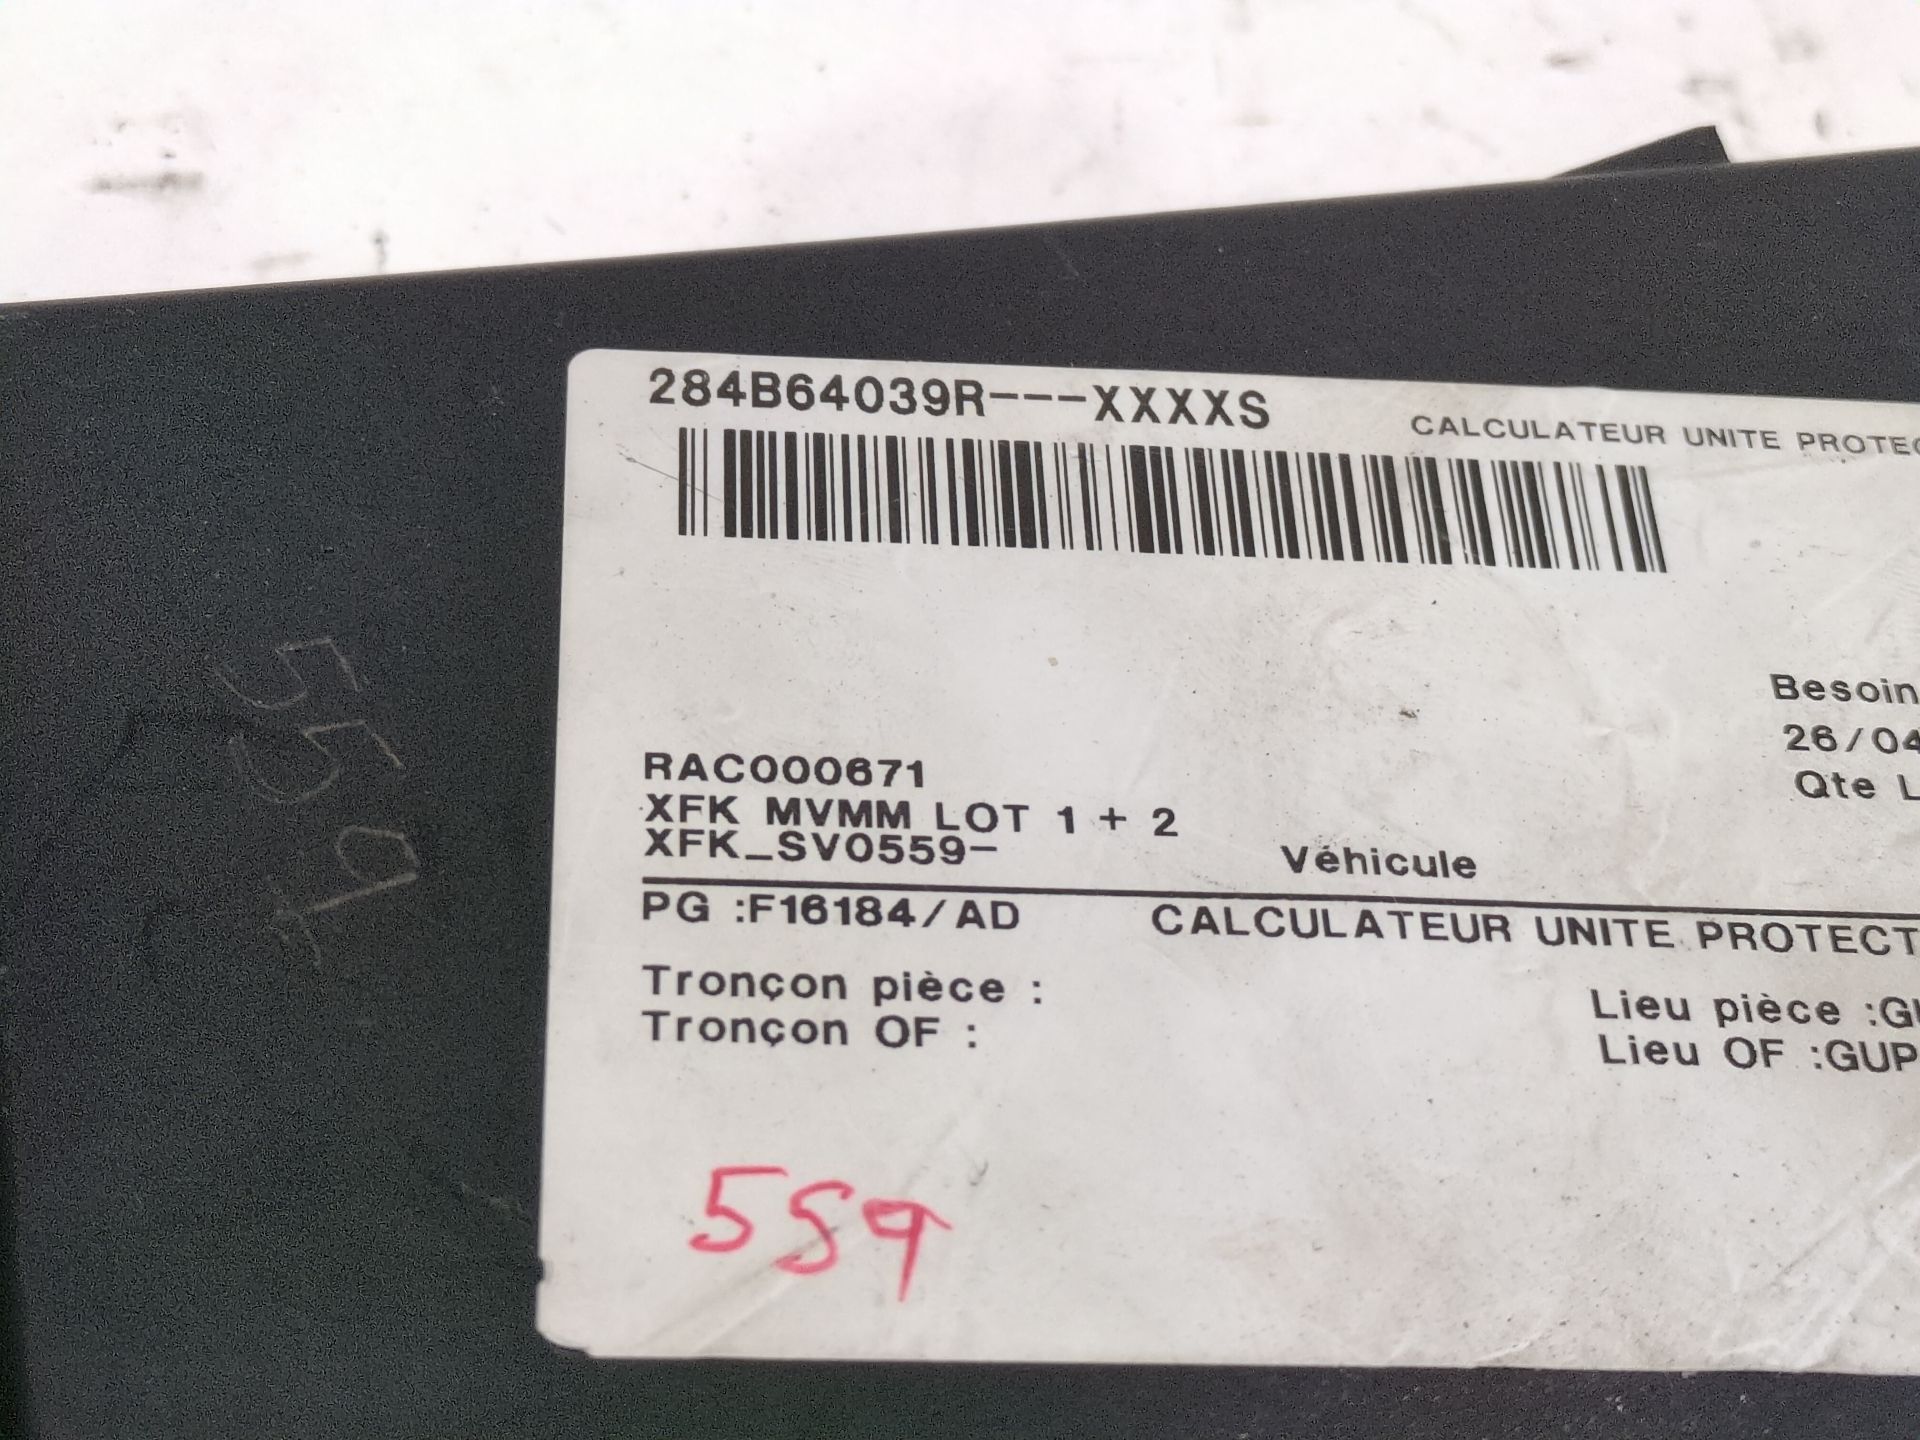 284B64039R---XXXXS
CALCULATEUR UNITE PROTEC
Besoin
26/04
Qte L
RAC000671
XFK MVMM LOT 1 + 2
XFK_SV0559-
Véhicule
PG :F16184/AD CALCULATEUR UNITE PROTECT
Tronçon pièce :
Lieu pièce :GU
Tronçon OF :
Lieu OF :GUP
559
559